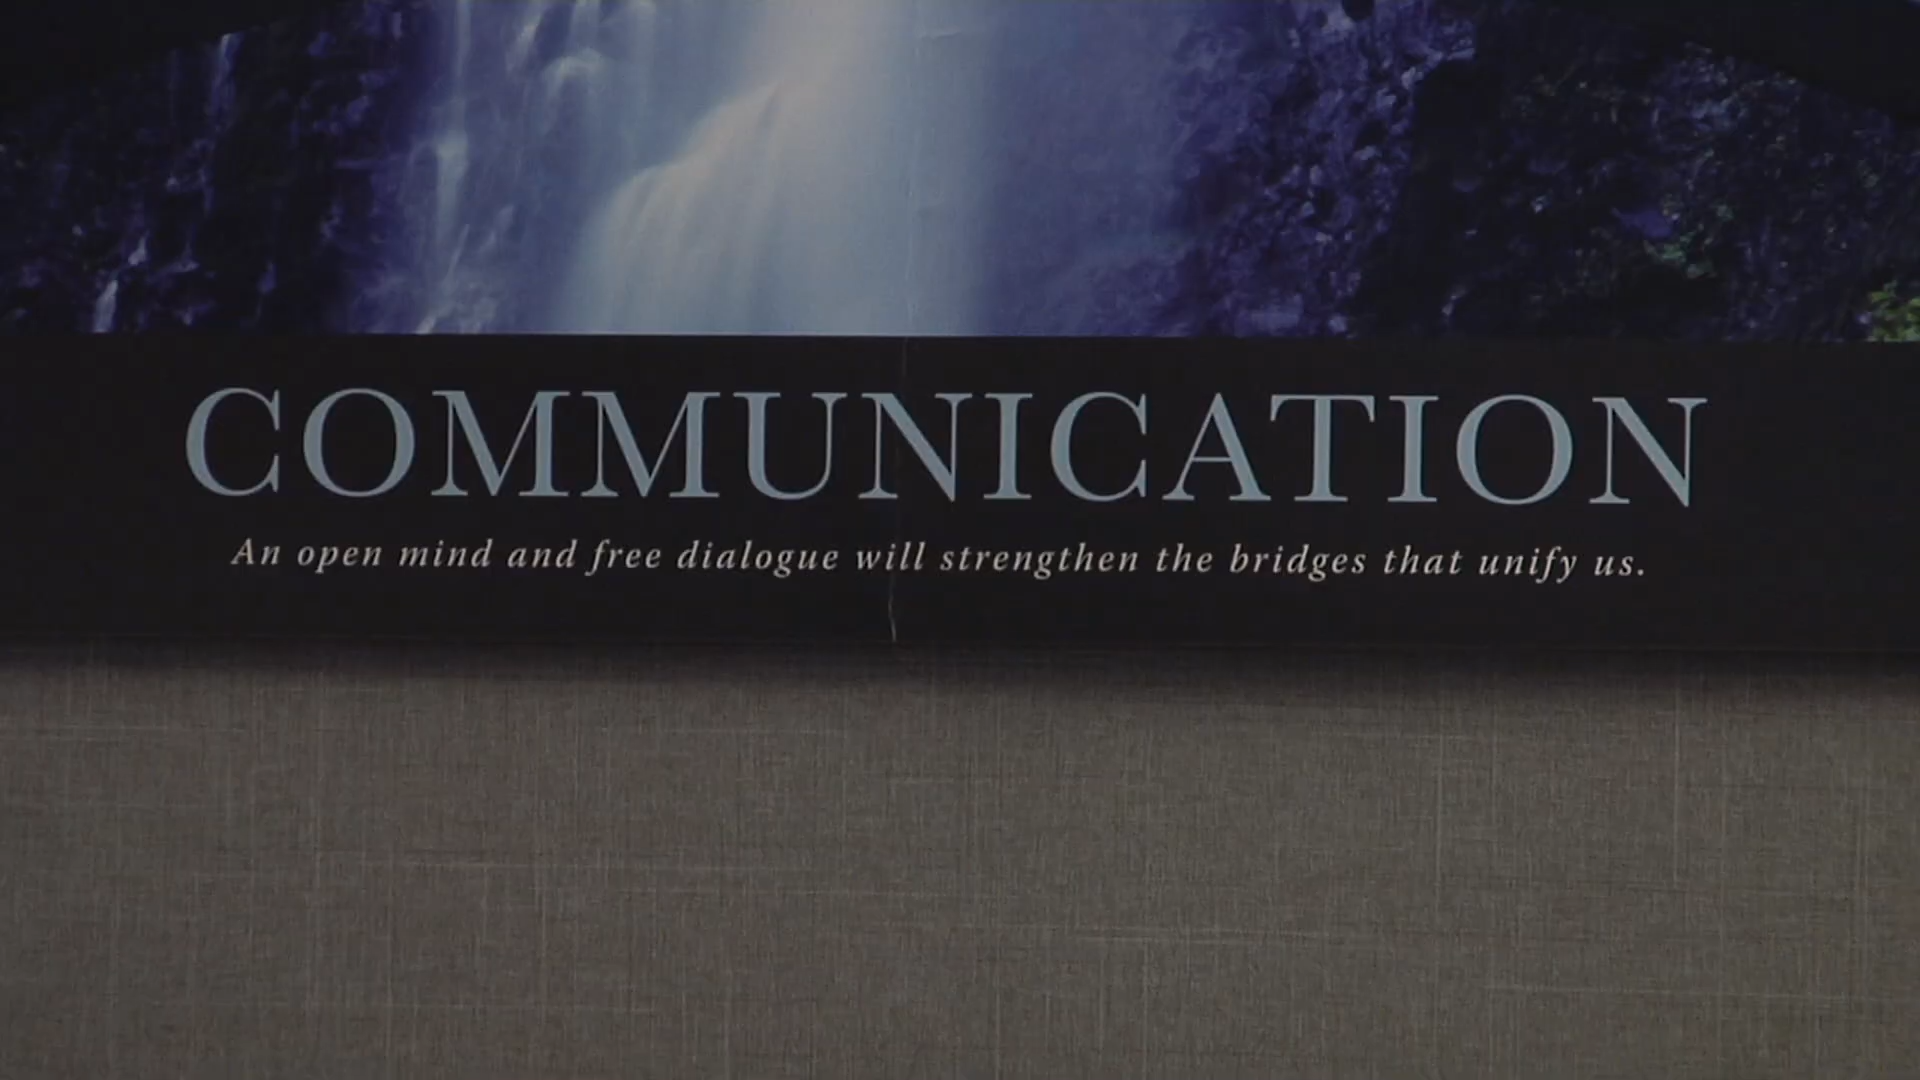 COMMUNICATION
An open mind and free dialogue will strengthen the bridges that unify us.